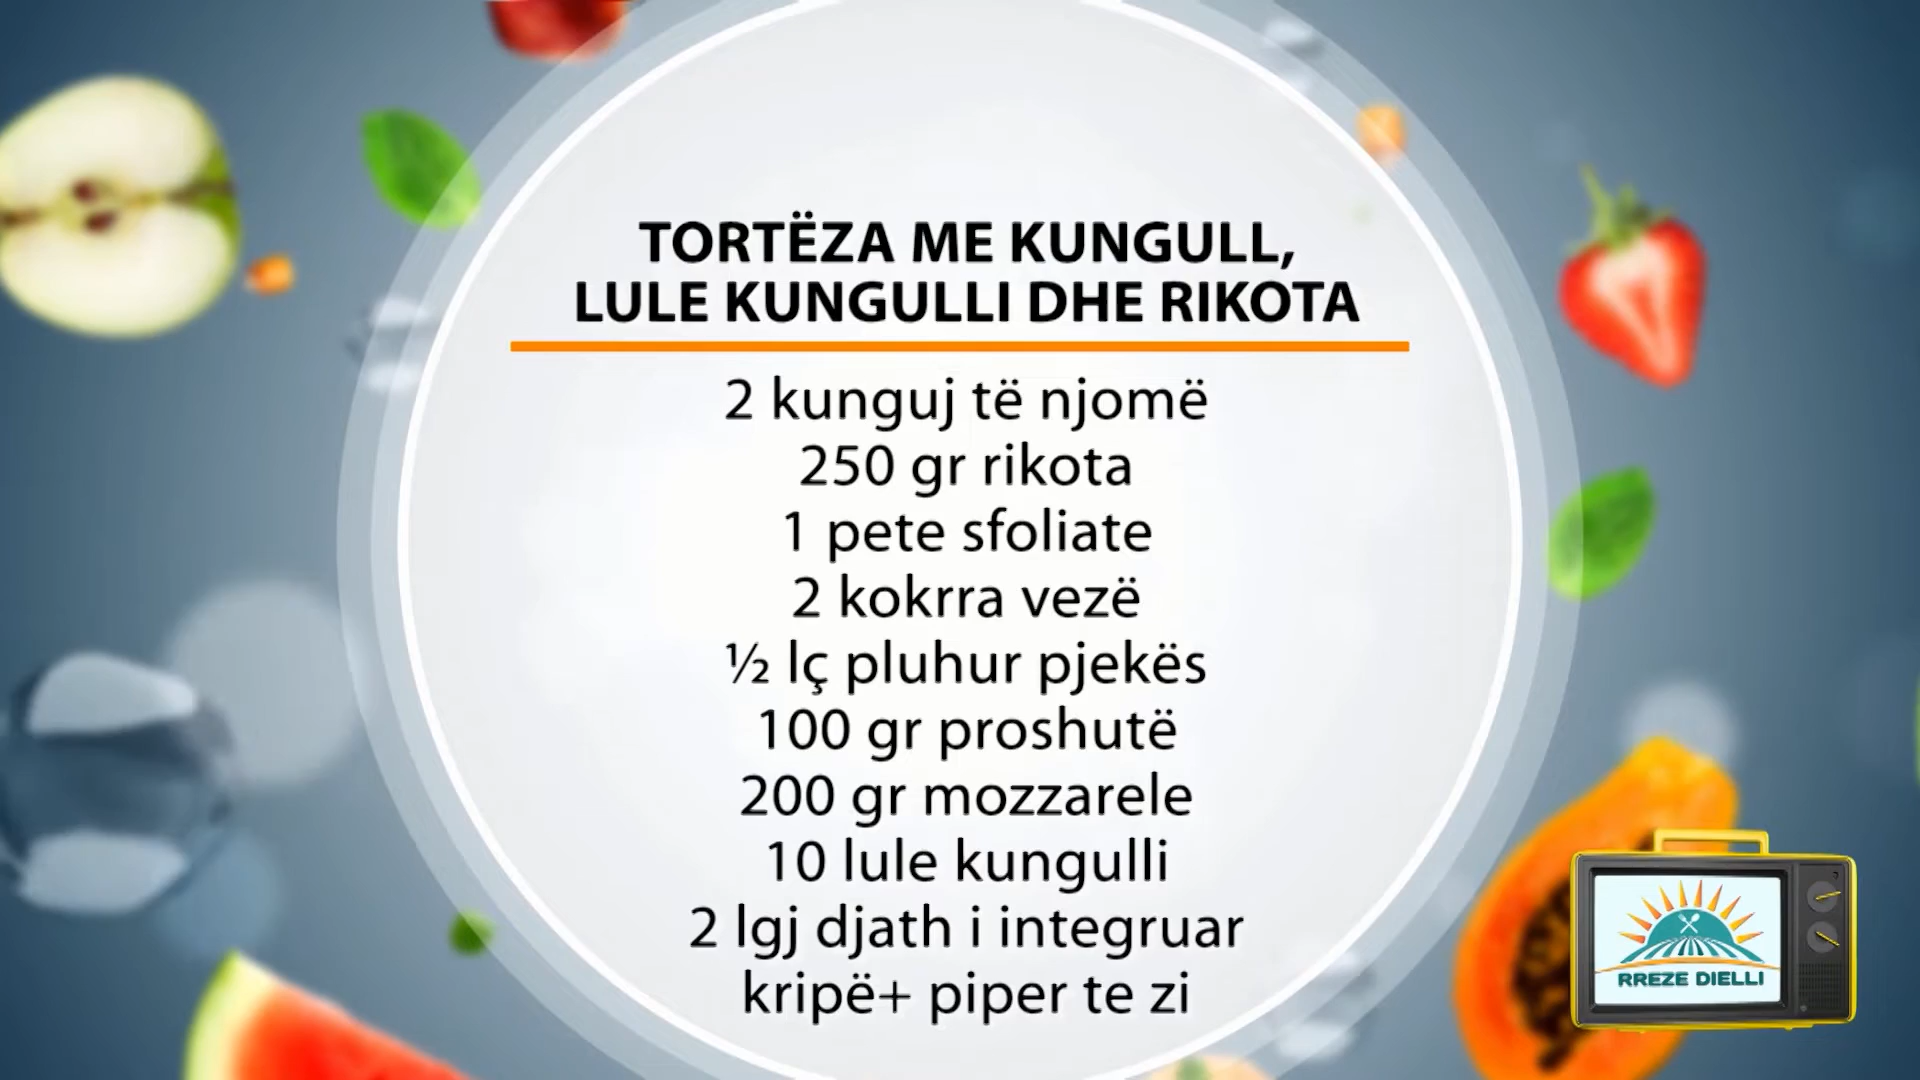 TORTËZA ME KUNGULL,
LULE KUNGULLI DHE RIKOTA
2 kunguj të njomë
250 gr rikota
1 pete sfoliate
2 kokrra vezë
½ lç pluhur pjekës
100 gr proshutë
200 gr mozzarele
10 lule kungulli
2 lgj djath i integruar
kripë+ piper te zi
RREZE DIELLI